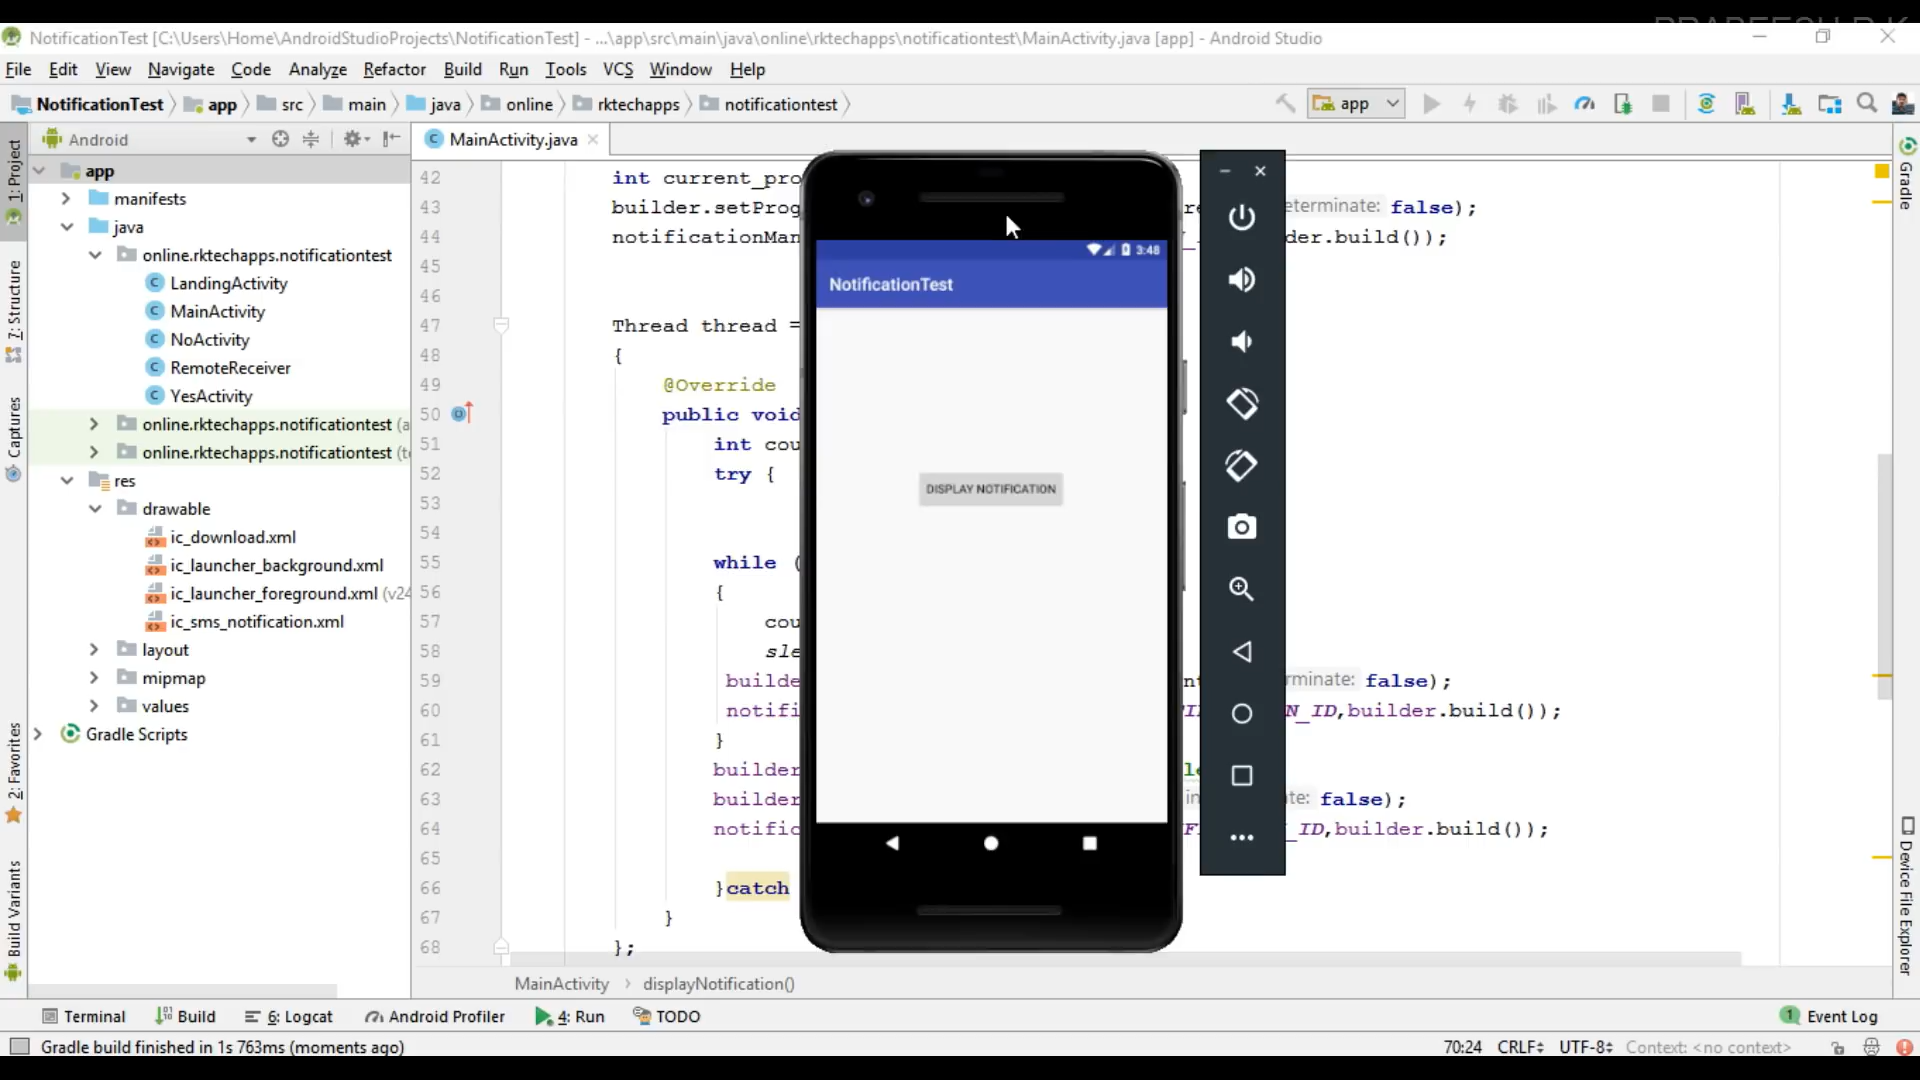 NotificationTest [C:\Users\Home\AndroidStudioProjects\NotificationTest] - ...\app\src\main\java\online\rktechapps\notificationtest\MainActivity.java [app] - Android Studio
File Edit View Navigate Code Analyze Refactor Build Run Tools VCS Window Help
NotificationTest app src main java online rktechapps notificationtest app
Android
MainActivity.java
1: Project
7: Structure
Captures
2: Favorites
Build Variants
app
manifests
java
online.rktechapps.notificationtest
LandingActivity
MainActivity
NoActivity
RemoteReceiver
YesActivity
online.rktechapps.notificationtest (a
online.rktechapps.notificationtest (t
res
drawable
ic_download.xml
ic_launcher_background.xml
ic_launcher_foreground.xml (v24
ic_sms_notification.xml
layout
mipmap
values
Gradle Scripts
42 int current_pro
43 builder.setProg re eterminate: false);
44 notificationMan der.build());
45
46
47 Thread thread =
48 {
49 @Override
50 public void
51 int cou
52 try {
53
54
55 while (
56 {
57 cou
58 sle
59 builde nt rminate: false);
60 notifi N_ID,builder.build());
61 }
62 builder le
63 builder in te: false);
64 notific _ID,builder.build());
65
66 }catch
67 }
68 };
3:48
NotificationTest
DISPLAY NOTIFICATION
Gradle
Device File Explorer
MainActivity › displayNotification()
Terminal Build 6: Logcat Android Profiler 4: Run TODO 1 Event Log
Gradle build finished in 1s 763ms (moments ago) 70:24 CRLF UTF-8 Context: <no context>